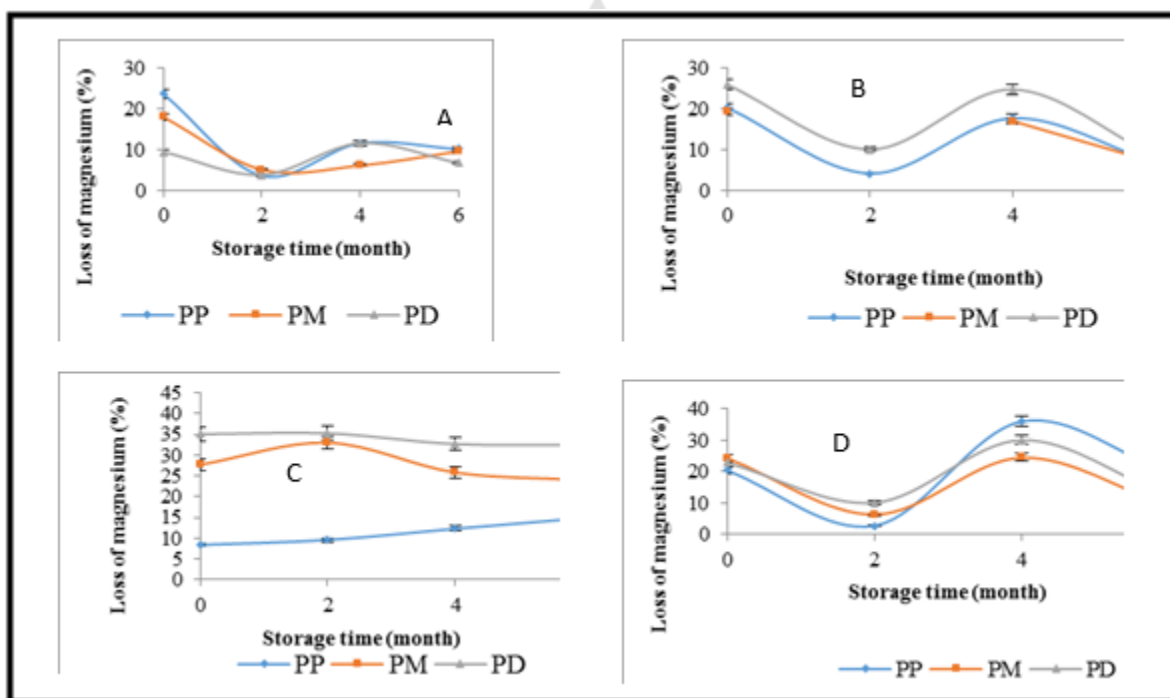 Loss of magnesium (%)
30
20
10
0
A
0 2 4 6
Storage time (month)
PP PM PD
Loss of magnesium (%)
30
20
10
0
B
0 2 4
Storage time (month)
PP PM PD
Loss of magnesium (%)
45
40
35
30
25
20
15
10
5
0
C
0 2 4
Storage time (month)
PP PM PD
Loss of magnesium (%)
40
30
20
10
0
D
0 2 4
Storage time (month)
PP PM PD